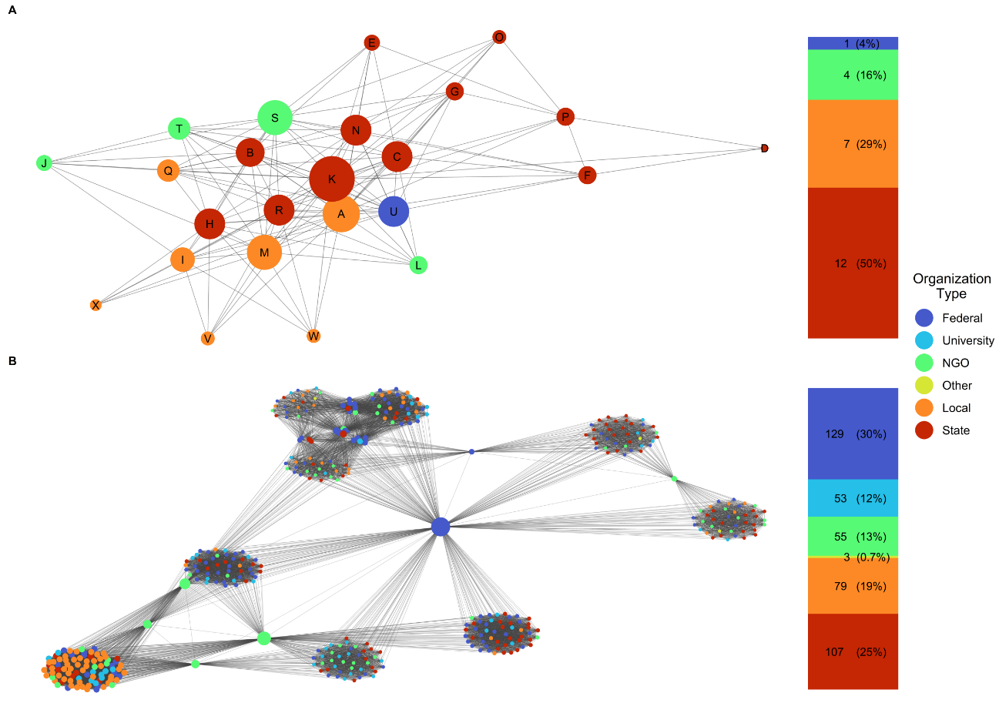 A
E
O
G
S
P
N
T
D
B
C
J
Q
F
K
R
A
U
H
M
I
L
X
V
W
1 (4%)
4 (16%)
7 (29%)
12 (50%)
Organization
Type
Federal
University
NGO
Other
Local
State
B
129 (30%)
53 (12%)
55 (13%)
3 (0.7%)
79 (19%)
107 (25%)